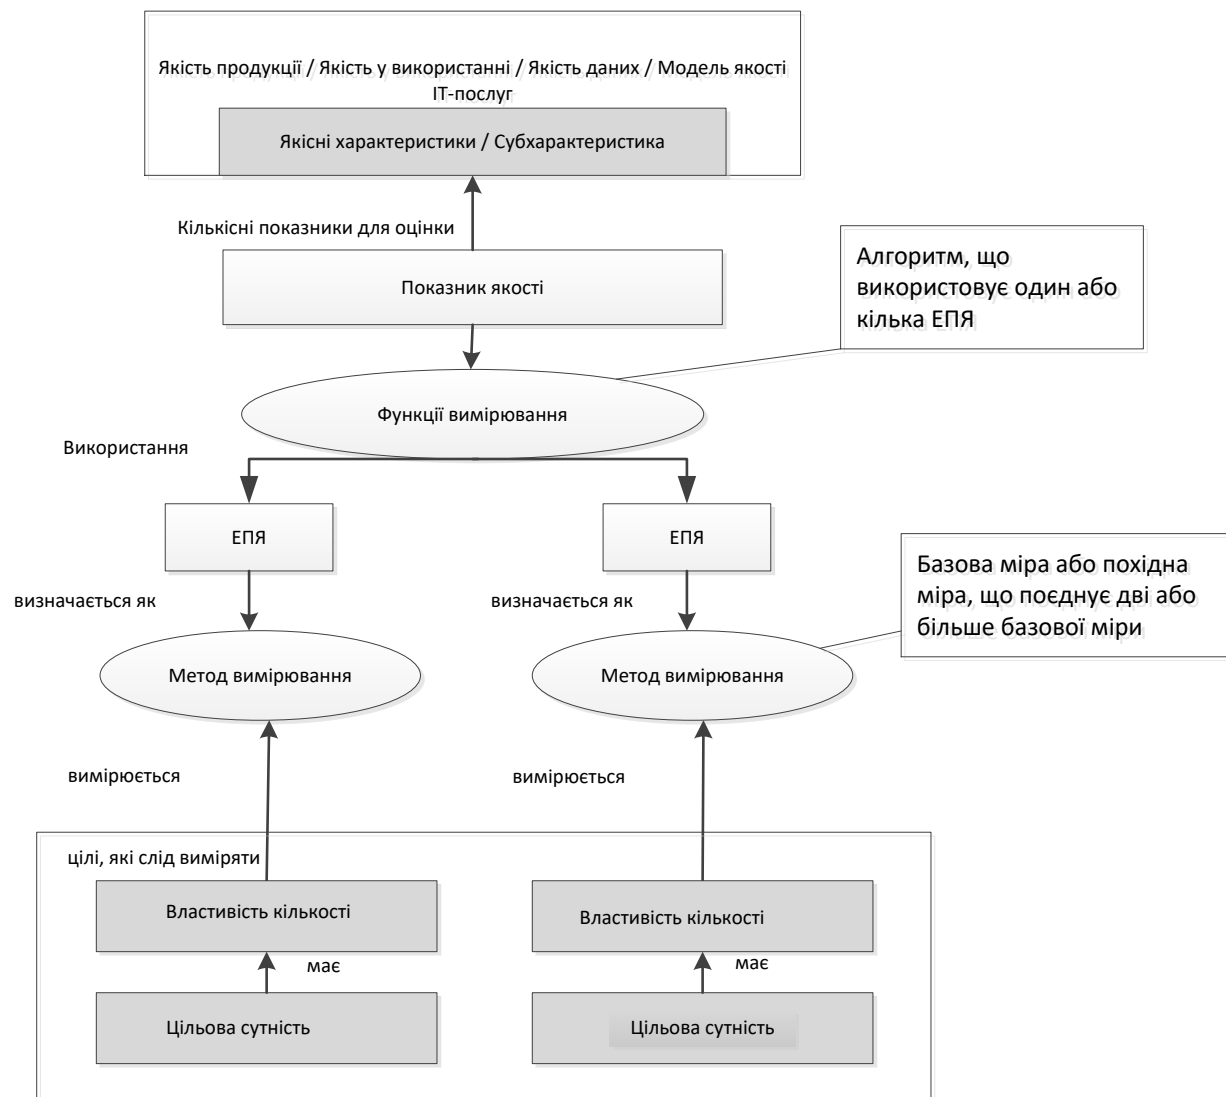 Якість продукції / Якість у використанні / Якість даних / Модель якості
ІТ-послуг
Якісні характеристики / Субхарактеристика
Кількісні показники для оцінки
Показник якості
Алгоритм, що
використовує один або
кілька ЕПЯ
Функції вимірювання
Використання
ЕПЯ
ЕПЯ
Базова міра або похідна
міра, що поєднує дві або
більше базової міри
визначається як
визначається як
Метод вимірювання
Метод вимірювання
вимірюється
вимірюється
цілі, які слід виміряти
Властивість кількості
Властивість кількості
має
має
Цільова сутність
Цільова сутність